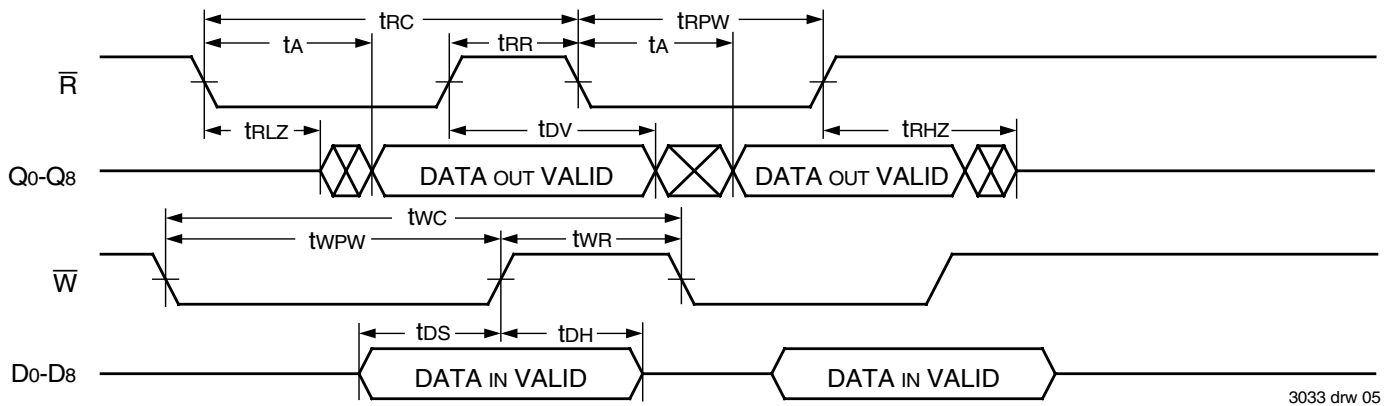 tRC tRPW
tA tRR tA
R̅
tRLZ tDV tRHZ
Q0-Q8 DATA OUT VALID DATA OUT VALID
tWC
tWPW tWR
W̅
tDS tDH
D0-D8 DATA IN VALID DATA IN VALID
3033 drw 05